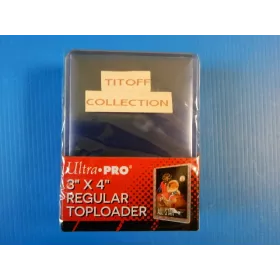 TITOFF
COLLECTION
Ultra•PRO®
3" X 4"
REGULAR
TOPLOADER